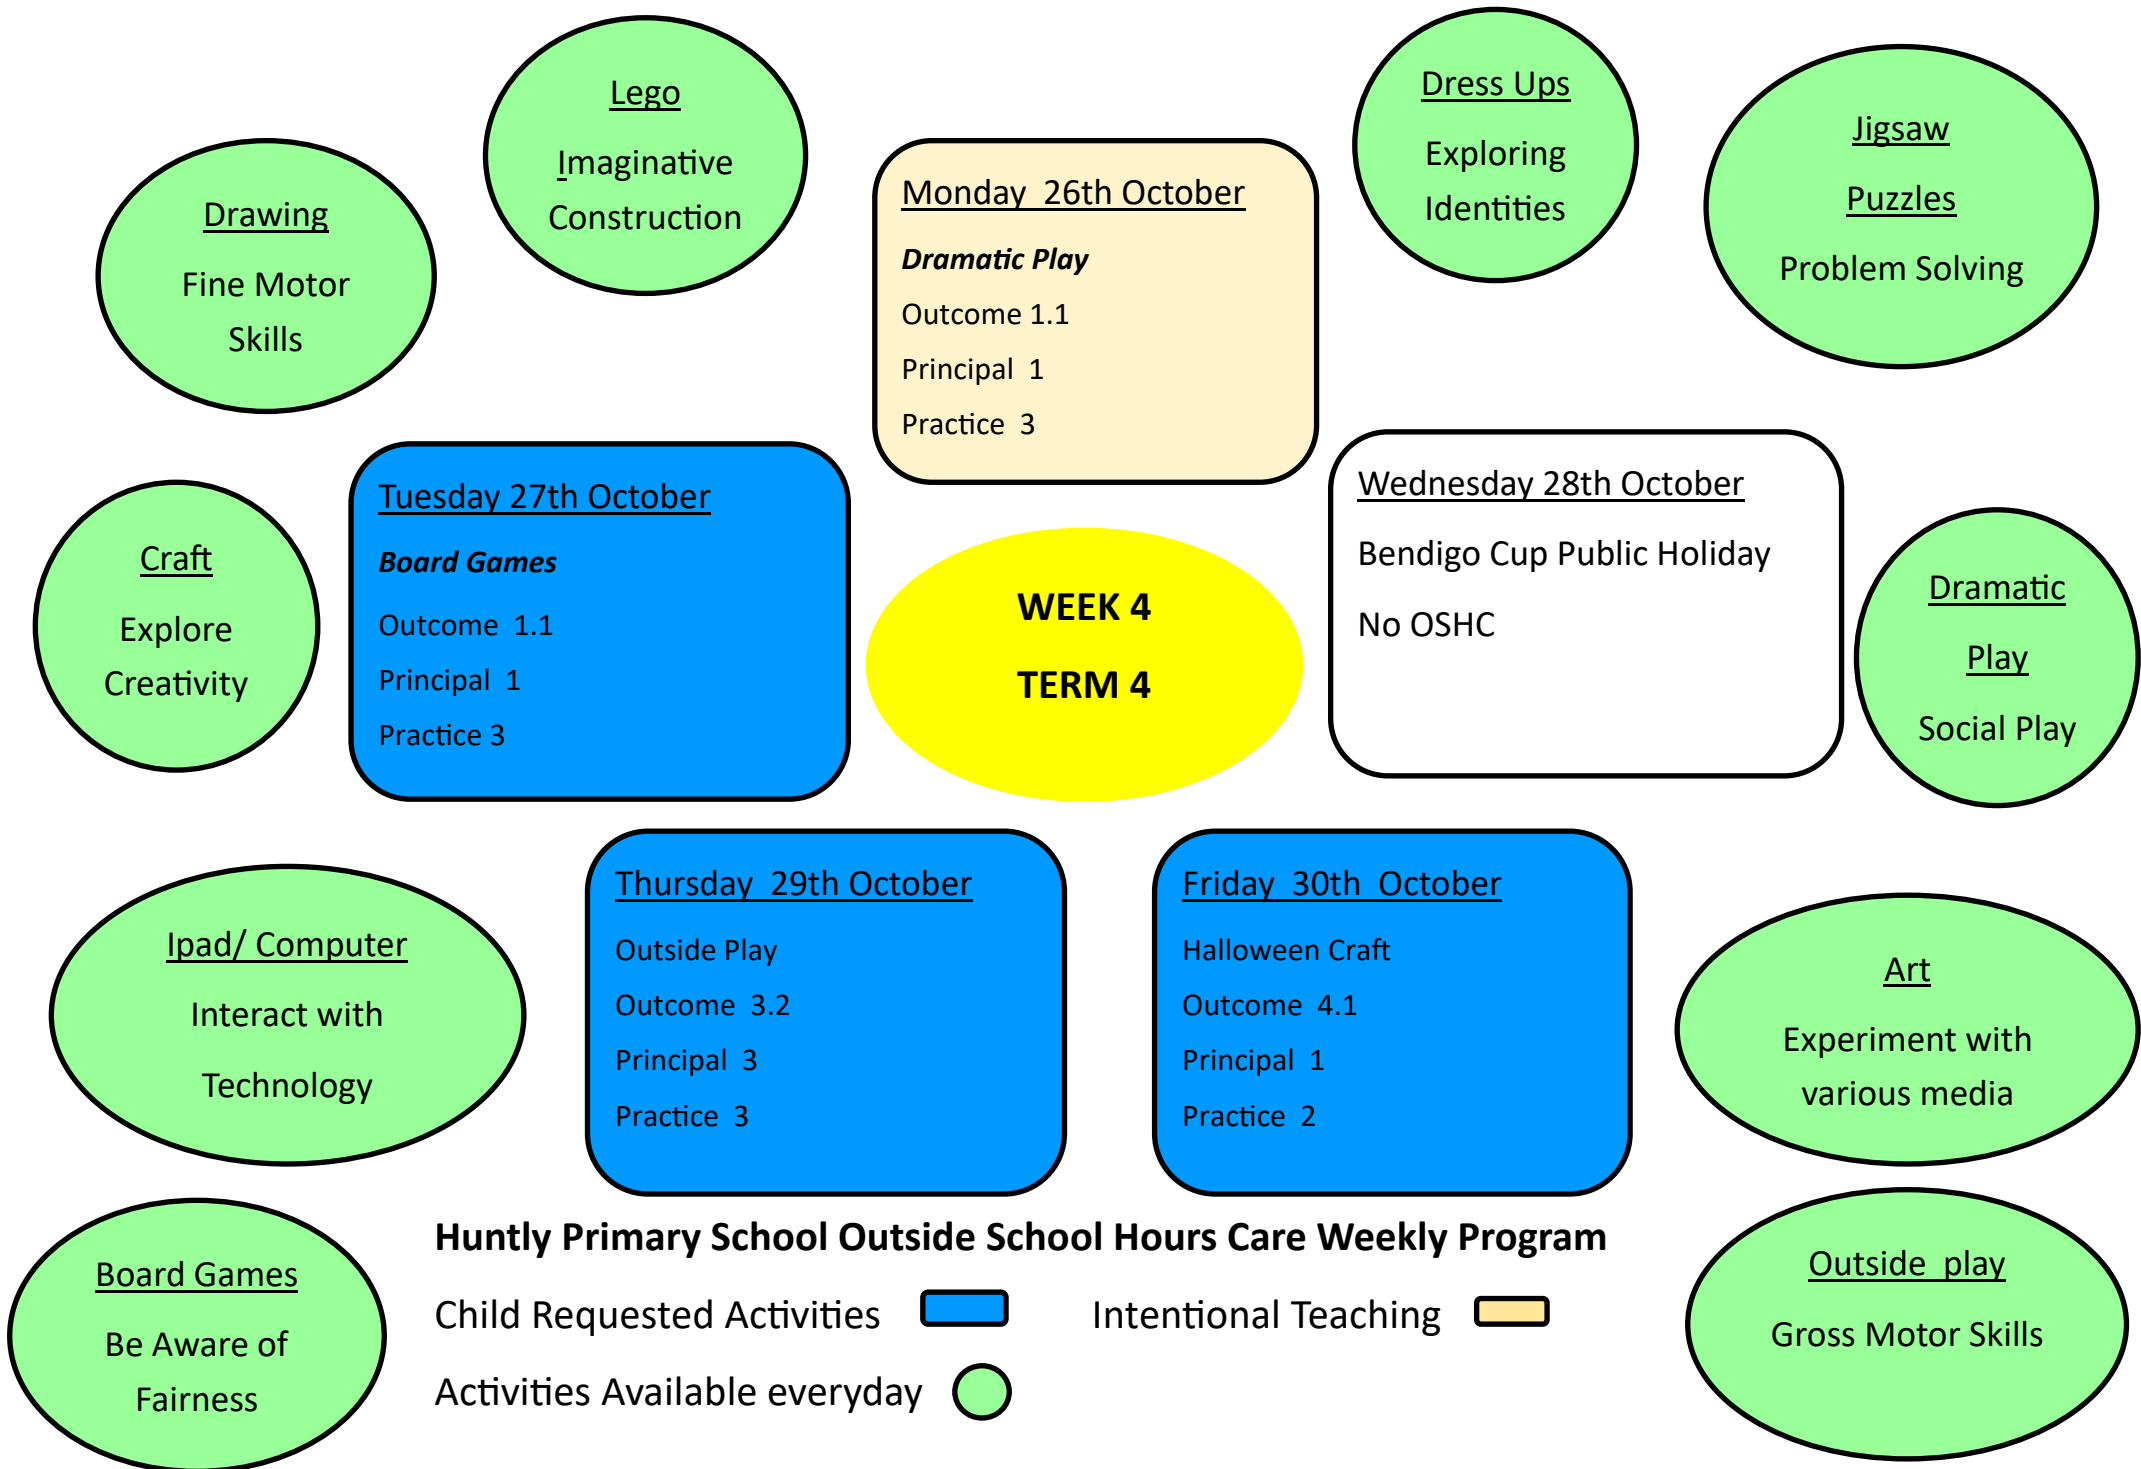 Lego
Imaginative
Construction
Dress Ups
Exploring
Identities
Jigsaw
Puzzles
Problem Solving
Drawing
Fine Motor
Skills
Monday  26th October
Dramatic Play
Outcome 1.1
Principal  1
Practice  3
Tuesday 27th October
Board Games
Outcome  1.1
Principal  1
Practice 3
Wednesday 28th October
Bendigo Cup Public Holiday
No OSHC
Craft
Explore
Creativity
WEEK 4
TERM 4
Dramatic
Play
Social Play
Thursday  29th October
Outside Play
Outcome  3.2
Principal  3
Practice  3
Friday  30th  October
Halloween Craft
Outcome  4.1
Principal  1
Practice  2
Ipad/ Computer
Interact with
Technology
Art
Experiment with
various media
Huntly Primary School Outside School Hours Care Weekly Program
Child Requested Activities
Intentional Teaching
Activities Available everyday
Board Games
Be Aware of
Fairness
Outside  play
Gross Motor Skills